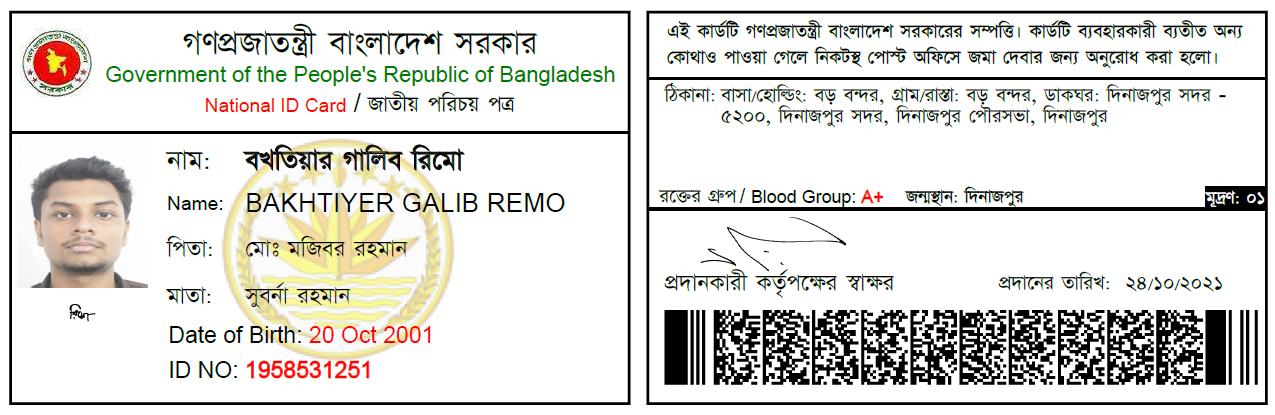 গণপ্রজাতন্ত্রী বাংলাদেশ সরকার
Government of the People's Republic of Bangladesh
National ID Card / জাতীয় পরিচয় পত্র
নাম: বখতিয়ার গালিব রিমো
Name: BAKHTIYER GALIB REMO
পিতা: মোঃ মজিবর রহমান
মাতা: সুবর্না রহমান
Date of Birth: 20 Oct 2001
ID NO: 1958531251
এই কার্ডটি গণপ্রজাতন্ত্রী বাংলাদেশ সরকারের সম্পত্তি। কার্ডটি ব্যবহারকারী ব্যতীত অন্য
কোথাও পাওয়া গেলে নিকটস্থ পোস্ট অফিসে জমা দেবার জন্য অনুরোধ করা হলো।
ঠিকানা: বাসা/হোল্ডিং: বড় বন্দর, গ্রাম/রাস্তা: বড় বন্দর, ডাকঘর: দিনাজপুর সদর -
৫২০০, দিনাজপুর সদর, দিনাজপুর পৌরসভা, দিনাজপুর
রক্তের গ্রুপ / Blood Group: A+ জন্মস্থান: দিনাজপুর মূদ্রণ: ০১
প্রদানকারী কর্তৃপক্ষের স্বাক্ষর প্রদানের তারিখ: ২৪/১০/২০২১